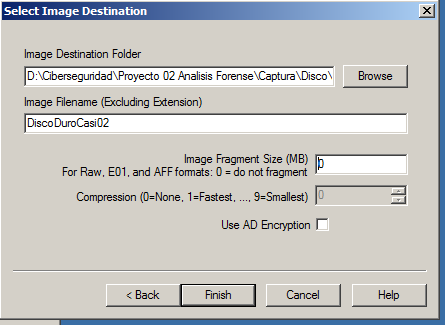 Select Image Destination
Image Destination Folder
D:\Ciberseguridad\Proyecto 02 Analisis Forense\Captura\Disco\
Browse
Image Filename (Excluding Extension)
DiscoDuroCasi02
Image Fragment Size (MB)
For Raw, E01, and AFF formats: 0 = do not fragment
0
Compression (0=None, 1=Fastest, ..., 9=Smallest)
0
Use AD Encryption
< Back
Finish
Cancel
Help